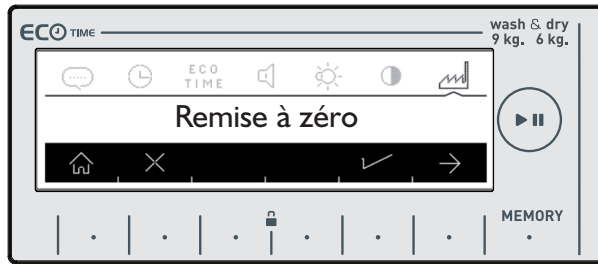 ECO TIME
wash & dry
9 kg. 6 kg.
ECO
TIME
Remise à zéro
MEMORY